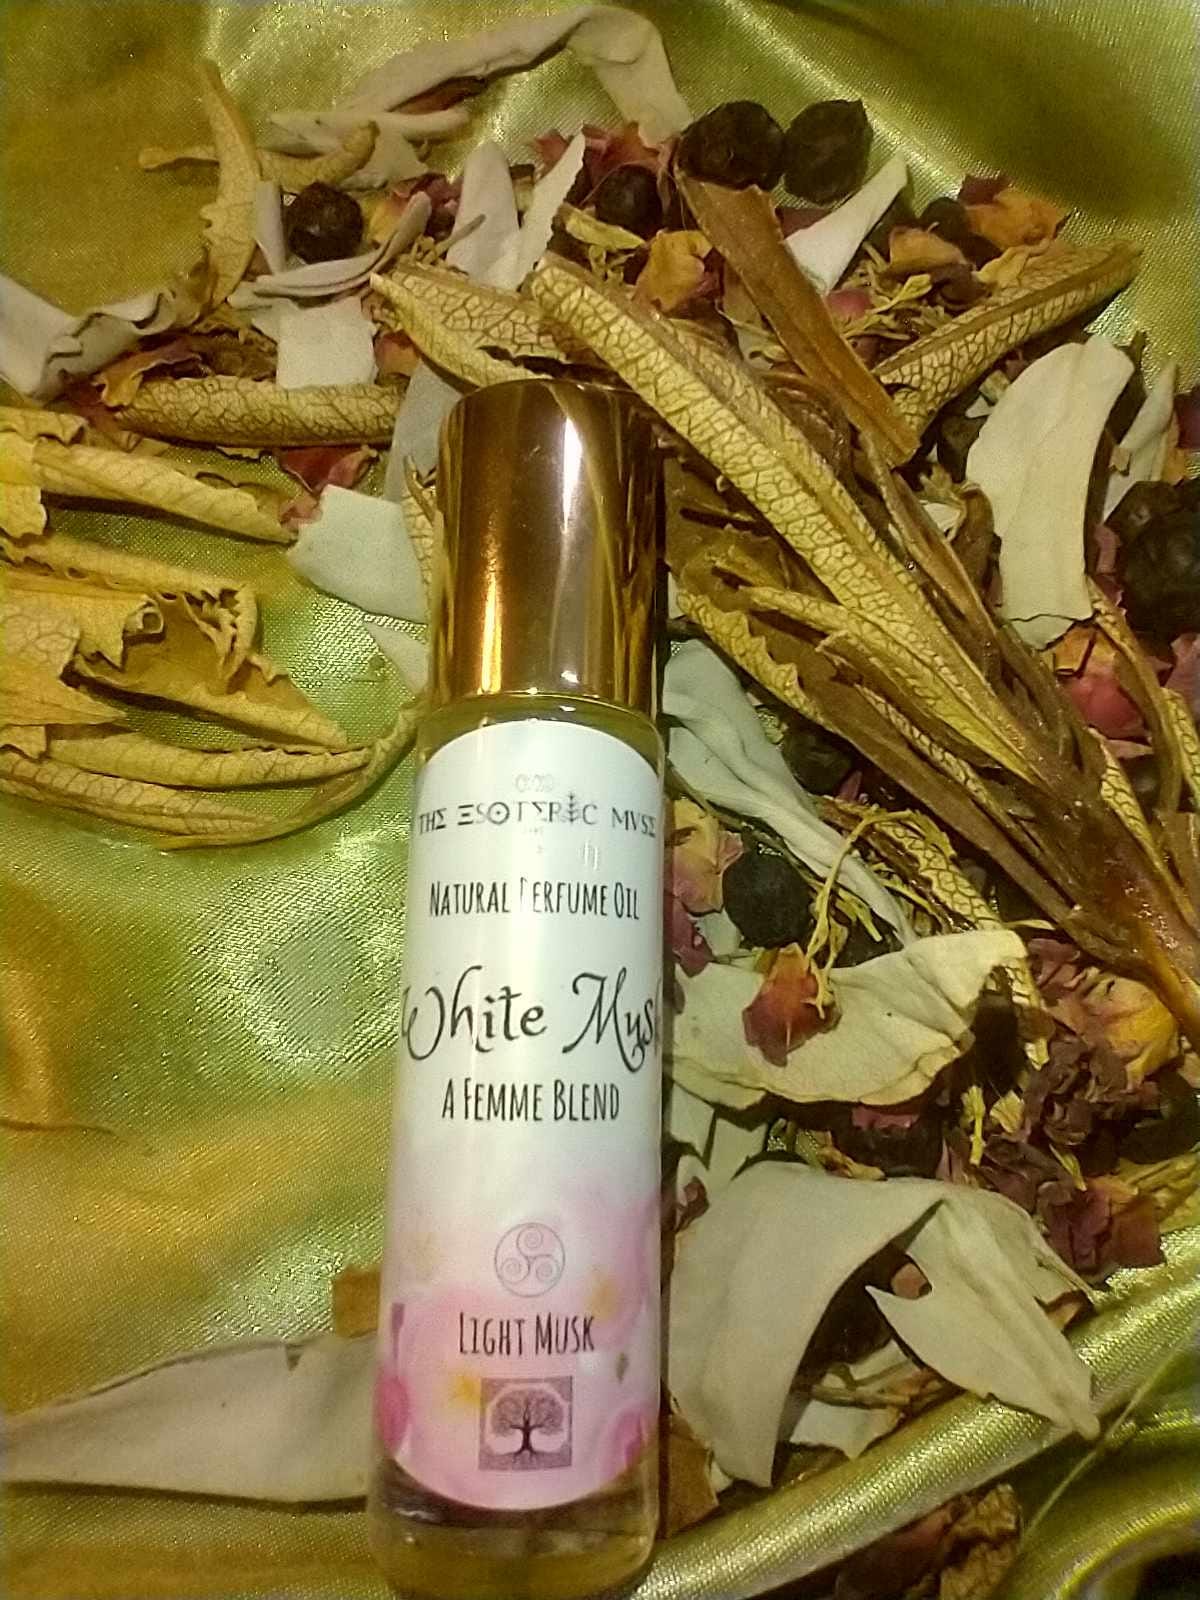 THE ESOTERIC MUSE
NATURAL PERFUME OIL
White Musk
A FEMME BLEND
LIGHT MUSK